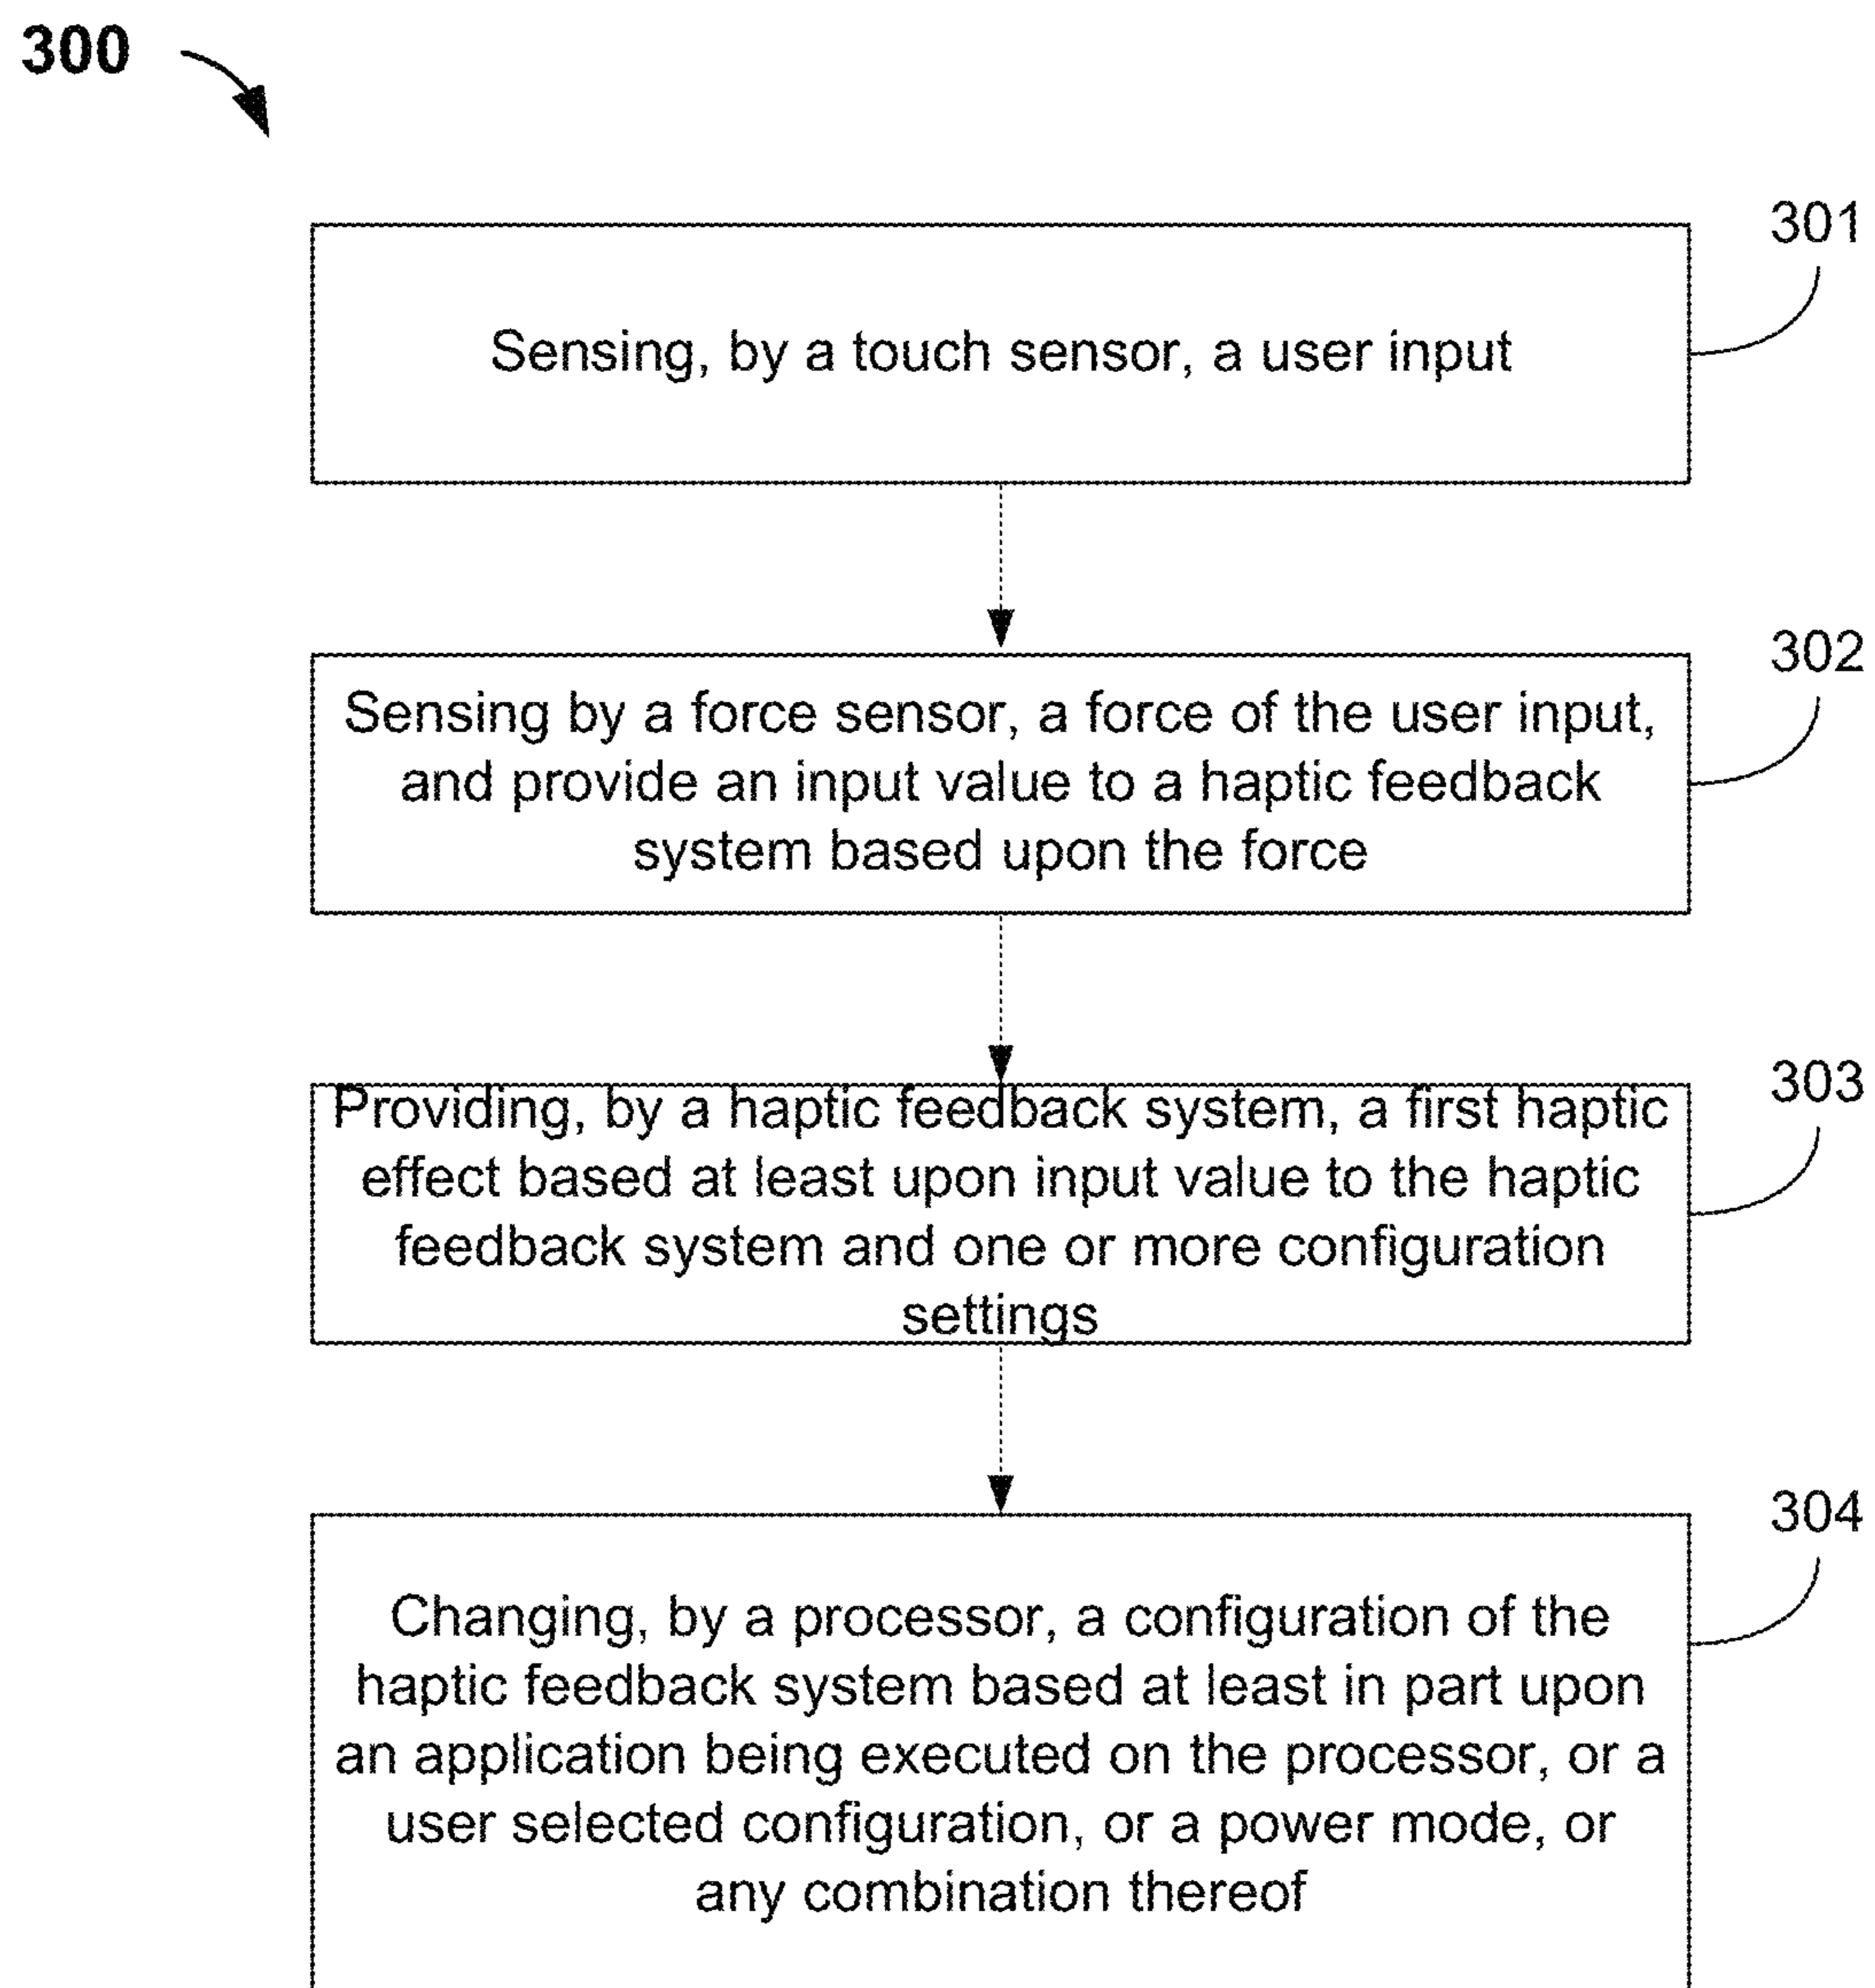 300
301
Sensing, by a touch sensor, a user input
302
Sensing by a force sensor, a force of the user input,
and provide an input value to a haptic feedback
system based upon the force
303
Providing, by a haptic feedback system, a first haptic
effect based at least upon input value to the haptic
feedback system and one or more configuration
settings
304
Changing, by a processor, a configuration of the
haptic feedback system based at least in part upon
an application being executed on the processor, or a
user selected configuration, or a power mode, or
any combination thereof